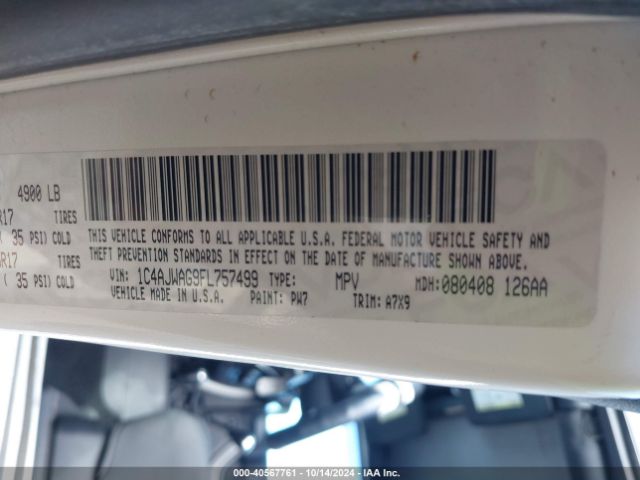 4900 LB
R17 TIRES
( 35 PSI) COLD
R17 TIRES
( 35 PSI) COLD
THIS VEHICLE CONFORMS TO ALL APPLICABLE U.S.A. FEDERAL MOTOR VEHICLE SAFETY AND
THEFT PREVENTION STANDARDS IN EFFECT ON THE DATE OF MANUFACTURE SHOWN ABOVE.
VIN: 1C4AJWAG9FL757499 TYPE: MPV MDH:080408 126AA
VEHICLE MADE IN U.S.A. PAINT: PW7 TRIM: A7X9
000-40567761 - 10/14/2024 - IAA Inc.